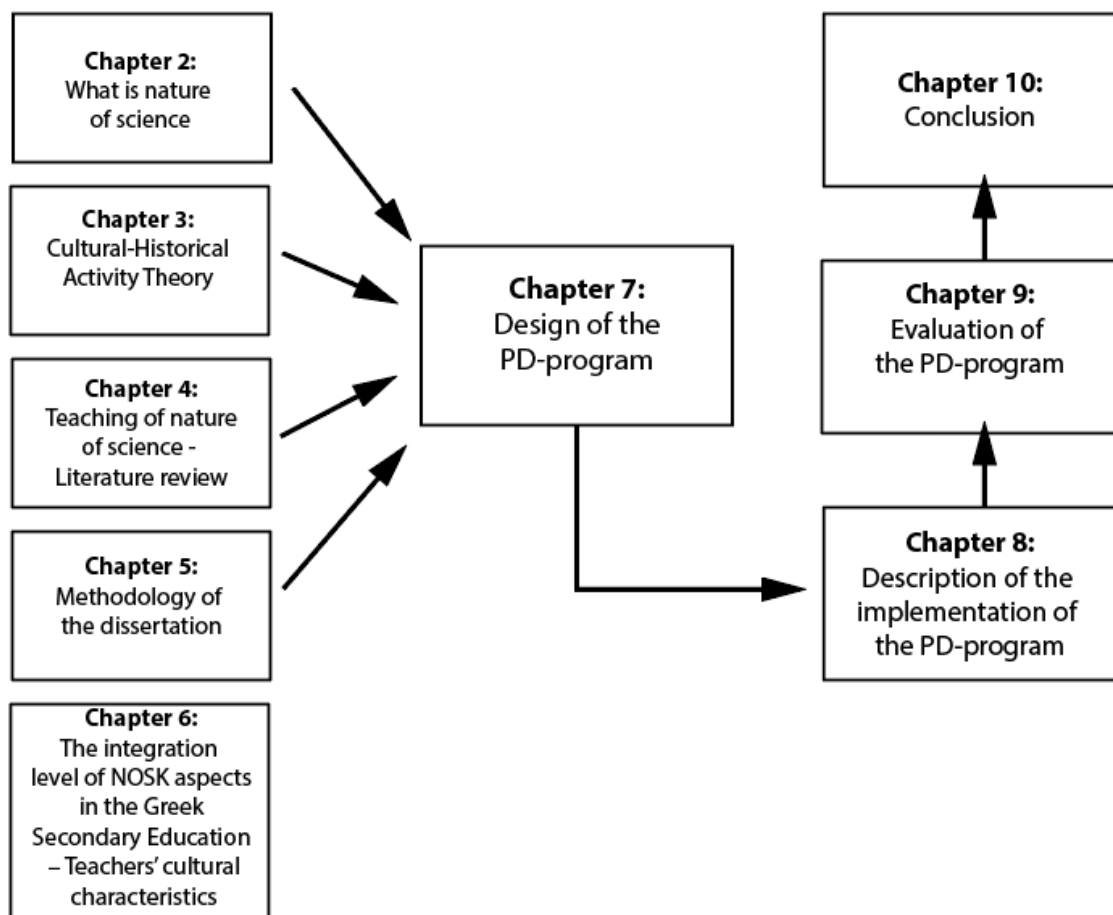 Chapter 2:
What is nature
of science
Chapter 3:
Cultural-Historical
Activity Theory
Chapter 4:
Teaching of nature
of science -
Literature review
Chapter 5:
Methodology of
the dissertation
Chapter 6:
The integration
level of NOSK aspects
in the Greek
Secondary Education
– Teachers’ cultural
characteristics
Chapter 7:
Design of the
PD-program
Chapter 8:
Description of the
implementation of
the PD-program
Chapter 9:
Evaluation of
the PD-program
Chapter 10:
Conclusion